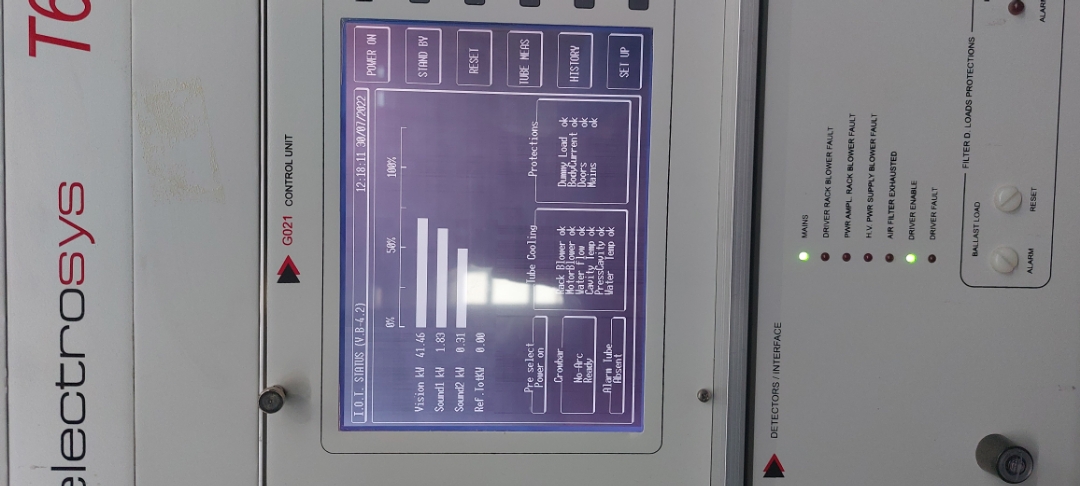 electrosys
T6
G021 CONTROL UNIT
I.O.T. STATUS (V.B-4.2)
12:18:11 30/07/2022
POWER ON
STAND BY
RESET
TUBE MEAS
HISTORY
SET UP
0% 50% 100%
Vision kW 41.46
Sound1 kW 1.83
Sound2 kW 0.31
Ref.TotKW 0.00
Pre select
Power on
Crowbar
No-Arc
Ready
Alarm Tube
Absent
Tube Cooling
Rack Blower ok
MotorBlower ok
Water flow ok
Cavity Temp ok
PressCavity ok
Water Temp ok
Protections
Dummy Load ok
BodyCurrent ok
Doors ok
Mains ok
DETECTORS / INTERFACE
MAINS
DRIVER RACK BLOWER FAULT
PWR AMPL. RACK BLOWER FAULT
H.V. PWR SUPPLY BLOWER FAULT
AIR FILTER EXHAUSTED
DRIVER ENABLE
DRIVER FAULT
FILTER D. LOADS PROTECTIONS
BALLAST LOAD
ALARM
RESET